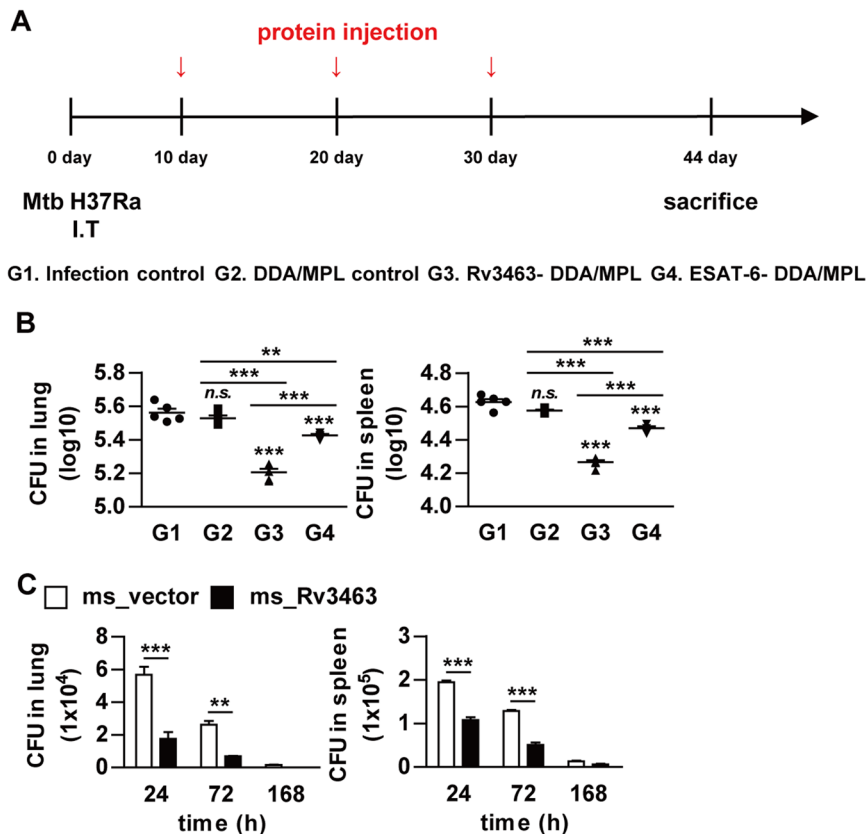 A
protein injection
↓ ↓ ↓
0 day 10 day 20 day 30 day 44 day
Mtb H37Ra
I.T
sacrifice
G1. Infection control G2. DDA/MPL control G3. Rv3463- DDA/MPL G4. ESAT-6- DDA/MPL
B
CFU in lung
(log10)
5.8
5.6
5.4
5.2
5.0
**
***
n.s.
***
***
***
G1 G2 G3 G4
CFU in spleen
(log10)
4.8
4.6
4.4
4.2
4.0
***
***
n.s.
***
***
***
G1 G2 G3 G4
C
ms_vector ms_Rv3463
CFU in lung
(1x10⁴)
8
6
4
2
0
***
**
24 72 168
time (h)
CFU in spleen
(1x10⁵)
3
2
1
0
***
***
24 72 168
time (h)